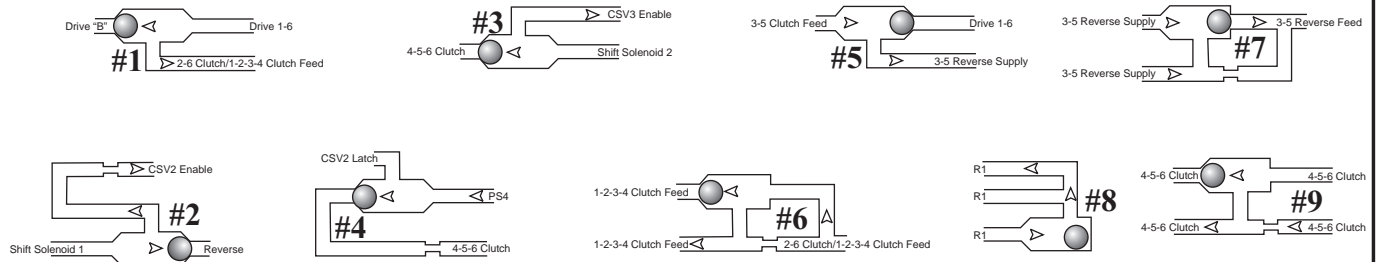 Drive "B"
Drive 1-6
#1
2-6 Clutch/1-2-3-4 Clutch Feed
CSV3 Enable
#3
4-5-6 Clutch
Shift Solenoid 2
3-5 Clutch Feed
Drive 1-6
#5
3-5 Reverse Supply
3-5 Reverse Supply
3-5 Reverse Feed
#7
3-5 Reverse Supply
CSV2 Enable
#2
Shift Solenoid 1
Reverse
CSV2 Latch
PS4
#4
4-5-6 Clutch
1-2-3-4 Clutch Feed
#6
1-2-3-4 Clutch Feed
2-6 Clutch/1-2-3-4 Clutch Feed
R1
R1
#8
R1
4-5-6 Clutch
4-5-6 Clutch
#9
4-5-6 Clutch
4-5-6 Clutch